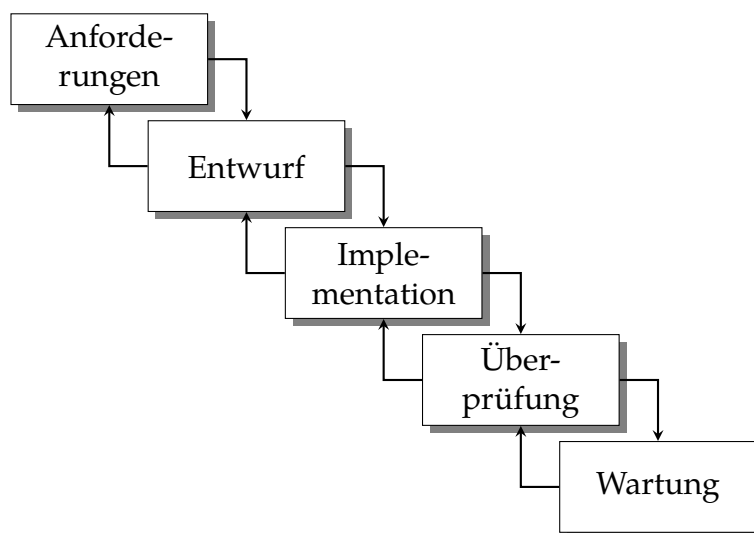 Anforde-
rungen
Entwurf
Imple-
mentation
Über-
prüfung
Wartung